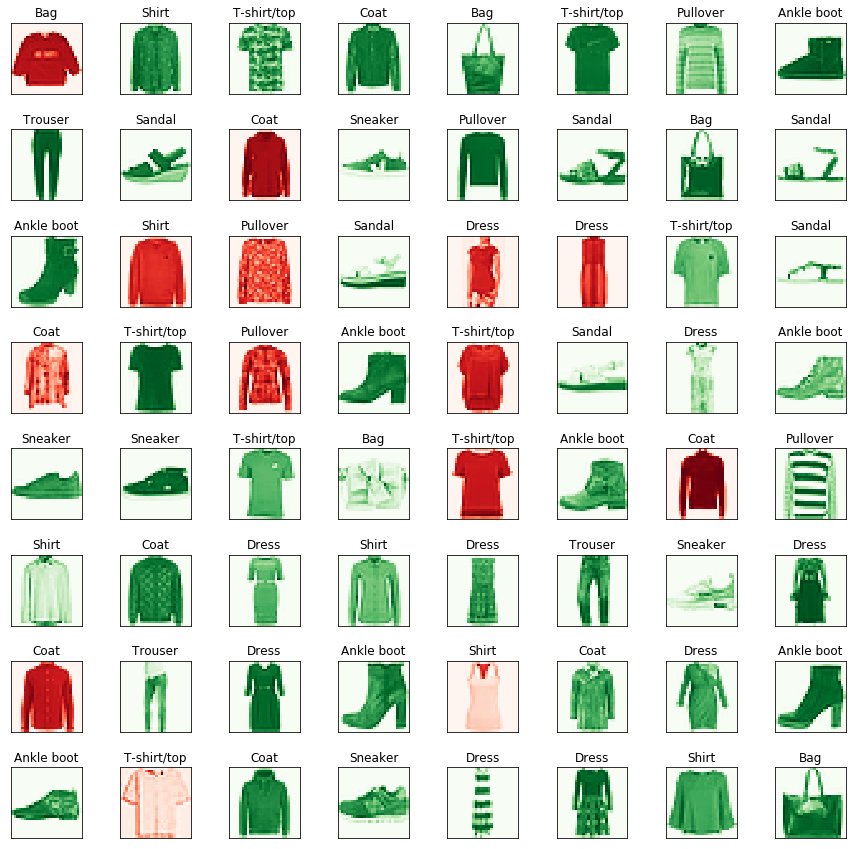 Bag Shirt T-shirt/top Coat Bag T-shirt/top Pullover Ankle boot
Trouser Sandal Coat Sneaker Pullover Sandal Bag Sandal
Ankle boot Shirt Pullover Sandal Dress Dress T-shirt/top Sandal
Coat T-shirt/top Pullover Ankle boot T-shirt/top Sandal Dress Ankle boot
Sneaker Sneaker T-shirt/top Bag T-shirt/top Ankle boot Coat Pullover
Shirt Coat Dress Shirt Dress Trouser Sneaker Dress
Coat Trouser Dress Ankle boot Shirt Coat Dress Ankle boot
Ankle boot T-shirt/top Coat Sneaker Dress Dress Shirt Bag